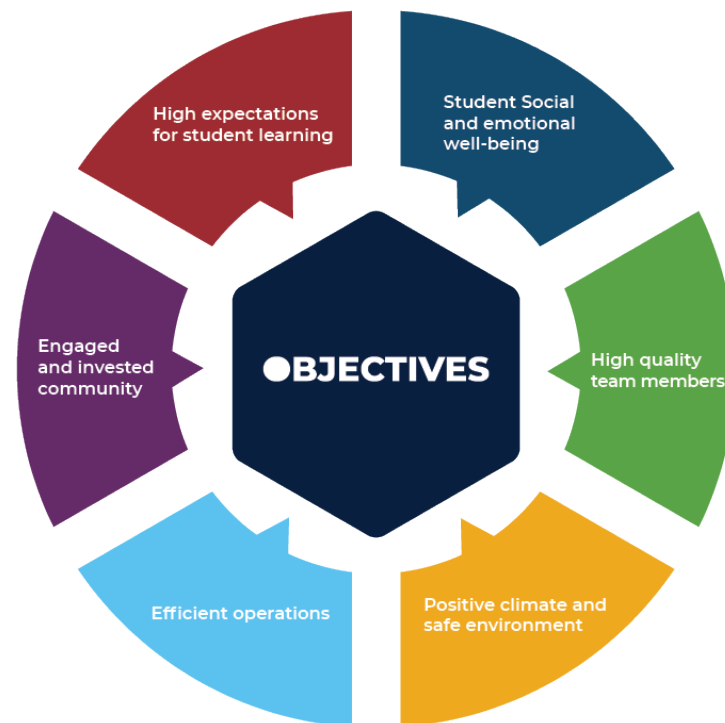 High expectations
for student learning
Student Social
and emotional
well-being
Engaged
and invested
community
OBJECTIVES
High quality
team members
Efficient operations
Positive climate and
safe environment